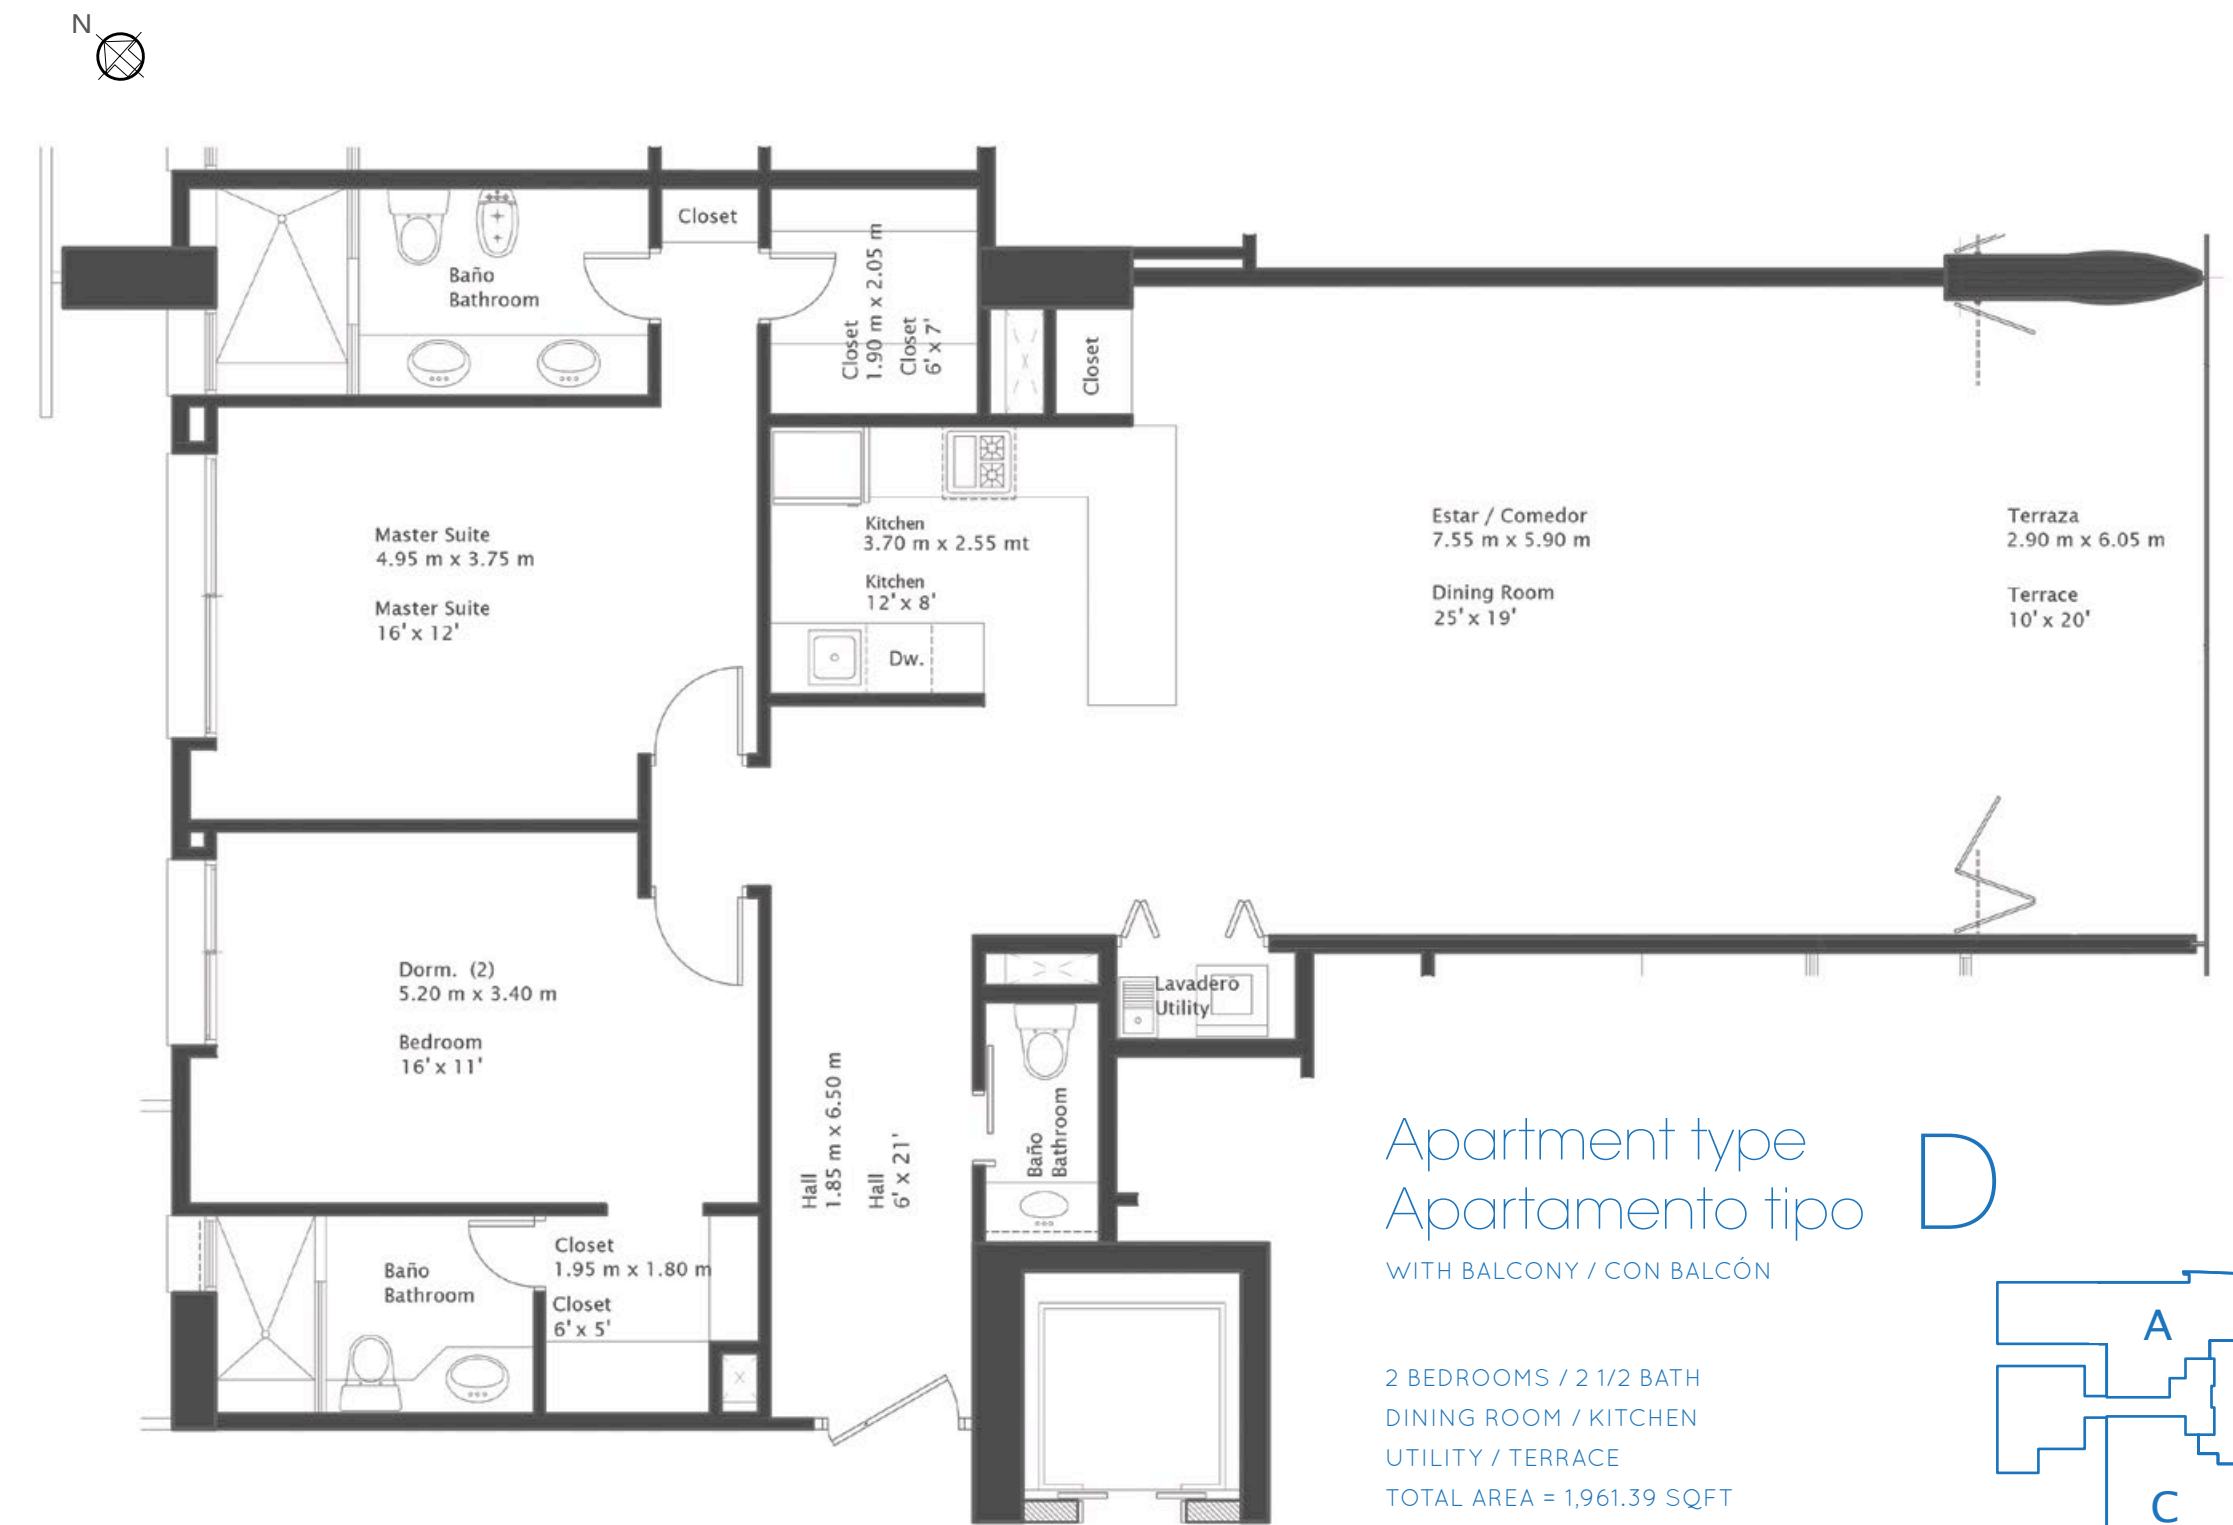 N
Closet
Baño
Bathroom
Closet
1.90 m x 2.05 m
Closet
6' x 7'
Closet
Master Suite
4.95 m x 3.75 m
Master Suite
16' x 12'
Kitchen
3.70 m x 2.55 mt
Kitchen
12' x 8'
Dw.
Estar / Comedor
7.55 m x 5.90 m
Dining Room
25' x 19'
Terraza
2.90 m x 6.05 m
Terrace
10' x 20'
Dorm. (2)
5.20 m x 3.40 m
Bedroom
16' x 11'
Lavadero
Utility
Hall
1.85 m x 6.50 m
Hall
6' x 21'
Baño
Bathroom
Baño
Bathroom
Closet
1.95 m x 1.80 m
Closet
6' x 5'
Apartment type
Apartamento tipo
D
WITH BALCONY / CON BALCÓN
2 BEDROOMS / 2 1/2 BATH
DINING ROOM / KITCHEN
UTILITY / TERRACE
TOTAL AREA = 1,961.39 SQFT
A
C